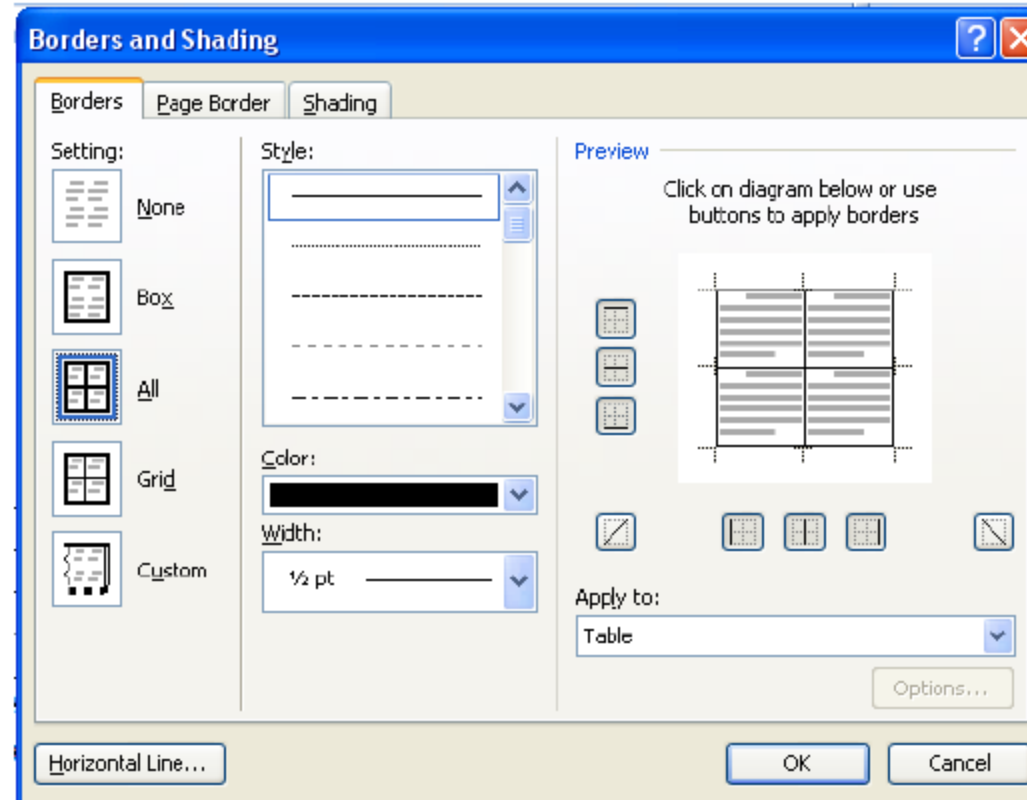 Borders and Shading
Borders
Page Border
Shading
Setting:
None
Box
All
Grid
Custom
Style:
Color:
Width:
½ pt
Preview
Click on diagram below or use
buttons to apply borders
Apply to:
Table
Options...
Horizontal Line...
OK
Cancel